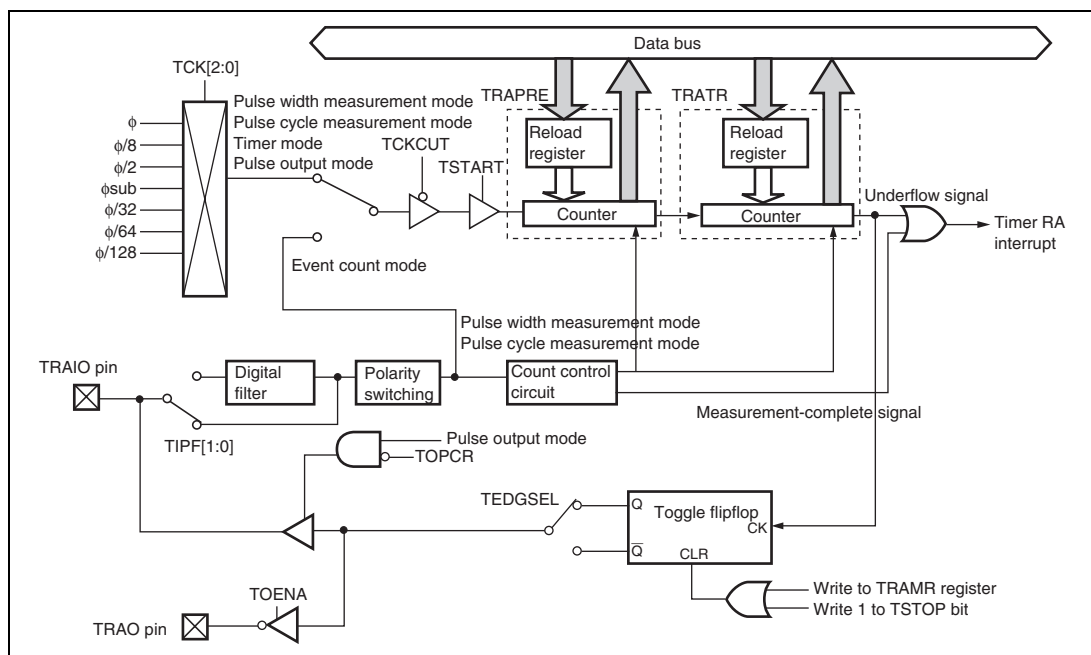 Data bus
TCK[2:0]
Pulse width measurement mode
Pulse cycle measurement mode
Timer mode
Pulse output mode
ϕ
ϕ/8
ϕ/2
ϕsub
ϕ/32
ϕ/64
ϕ/128
TCKCUT
TSTART
TRAPRE
Reload
register
Counter
TRATR
Reload
register
Counter
Underflow signal
Timer RA
interrupt
Event count mode
Pulse width measurement mode
Pulse cycle measurement mode
TRAIO pin
Digital
filter
Polarity
switching
Count control
circuit
Measurement-complete signal
TIPF[1:0]
Pulse output mode
TOPCR
TEDGSEL
Q
Toggle flipflop
CK
Q̅
CLR
Write to TRAMR register
Write 1 to TSTOP bit
TOENA
TRAO pin